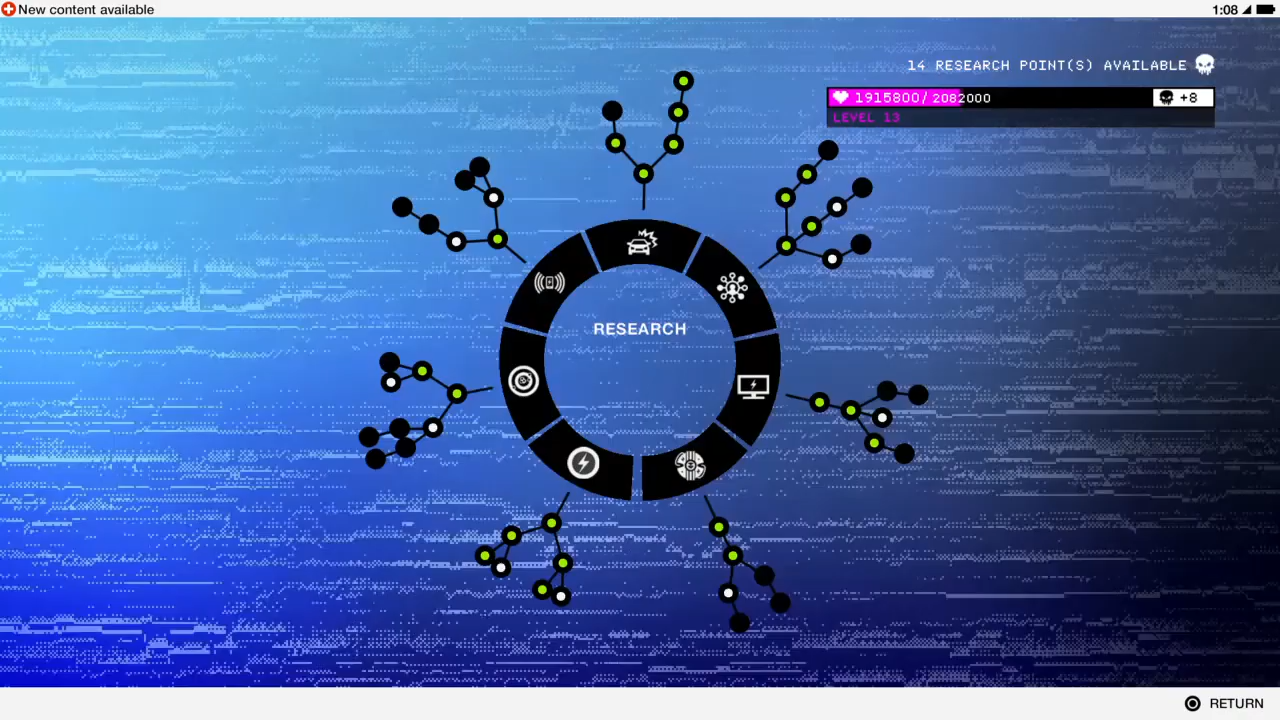 New content available
1:08
14 RESEARCH POINT(S) AVAILABLE
1915800/2082000
+8
LEVEL 13
RESEARCH
RETURN